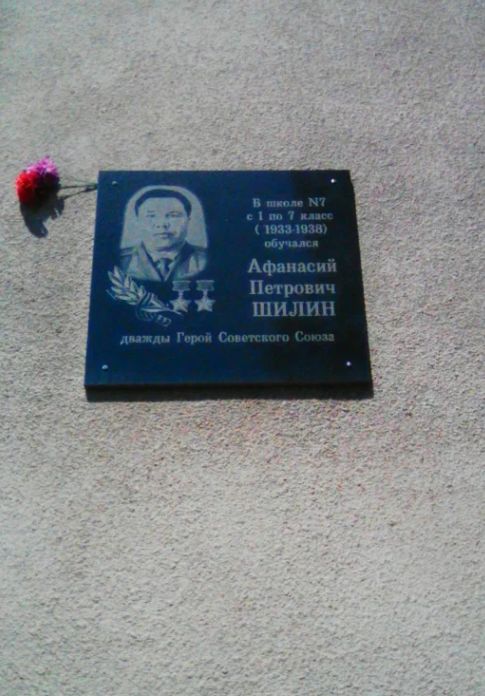 В школе N7
с 1 по 7 класс
( 1933-1938)
обучался
Афанасий
Петрович
ШИЛИН
дважды Герой Советского Союза